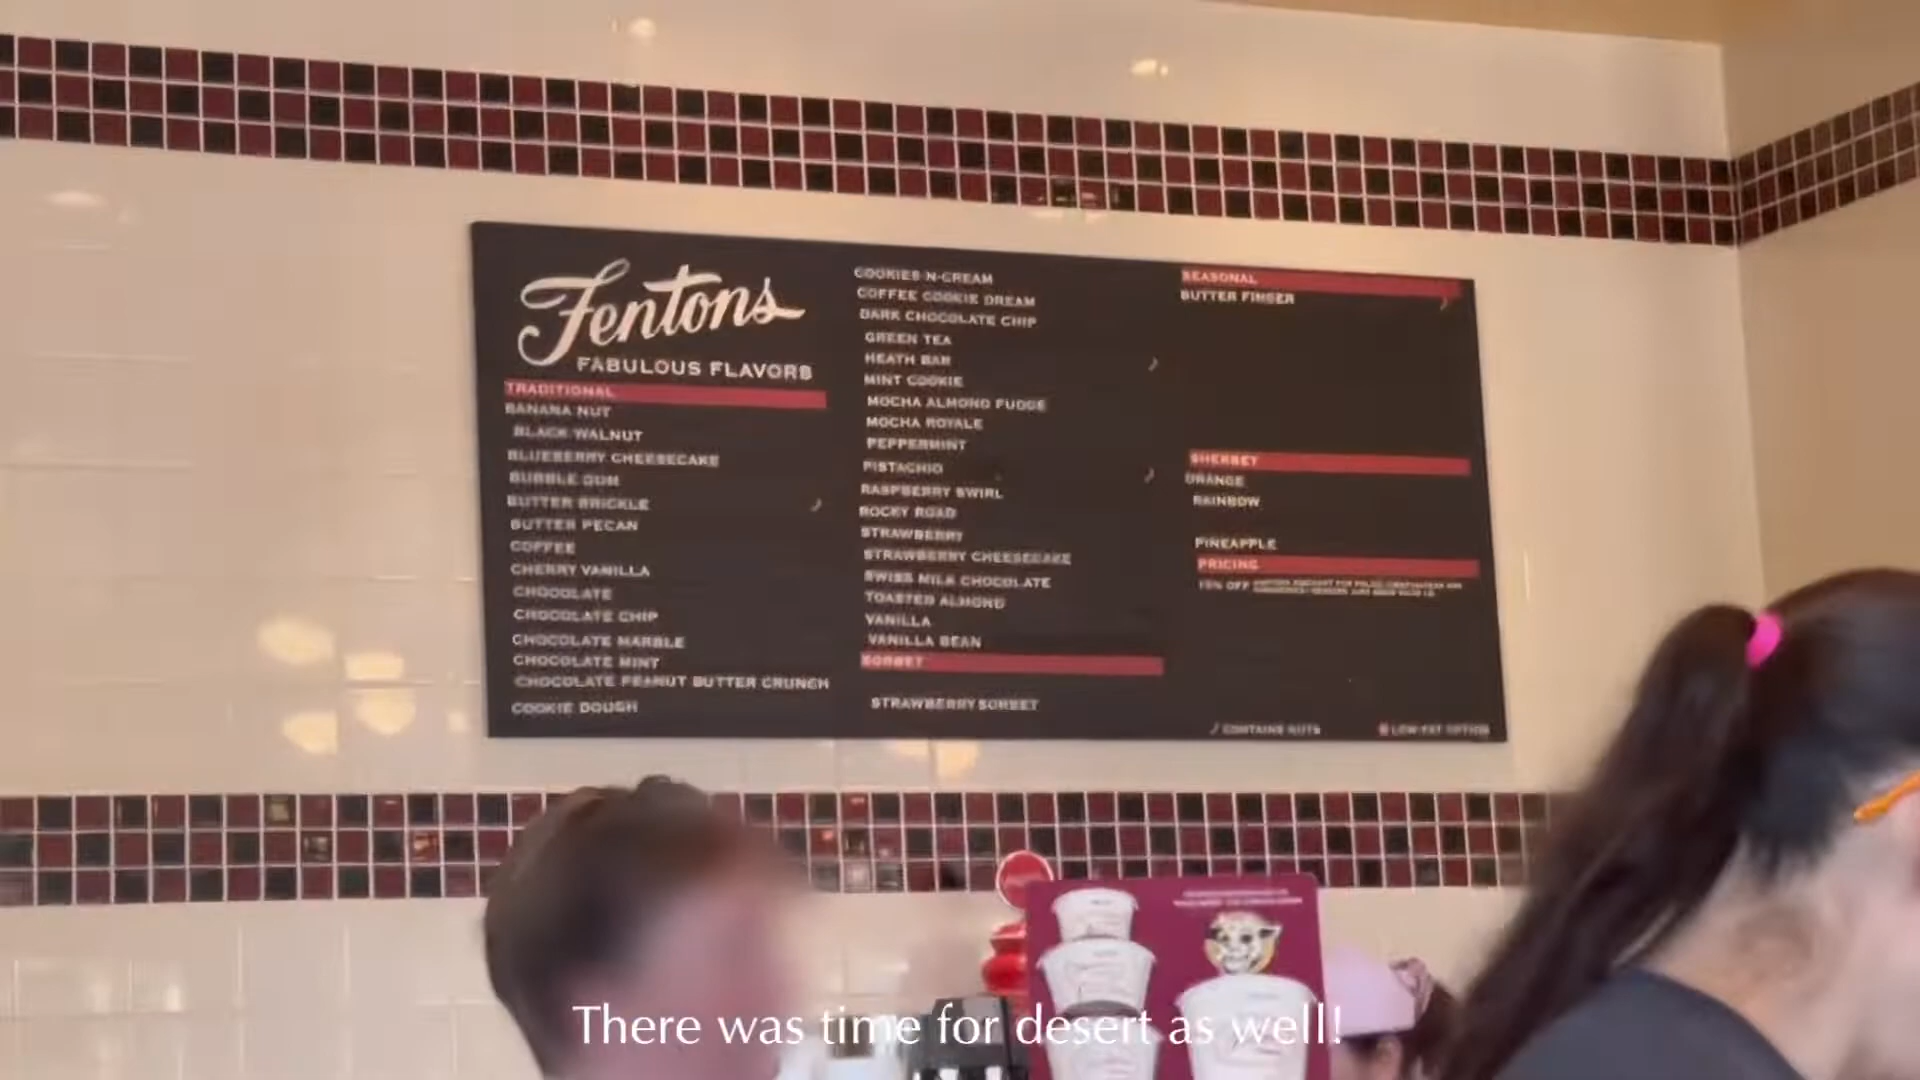 Fentons
FABULOUS FLAVORS
TRADITIONAL
BANANA NUT
BLACK WALNUT
BLUEBERRY CHEESECAKE
BUBBLE GUM
BUTTER BRICKLE
BUTTER PECAN
COFFEE
CHERRY VANILLA
CHOCOLATE
CHOCOLATE CHIP
CHOCOLATE MARBLE
CHOCOLATE MINT
CHOCOLATE PEANUT BUTTER CRUNCH
COOKIE DOUGH
COOKIES-N-CREAM
COFFEE COOKIE DREAM
DARK CHOCOLATE CHIP
GREEN TEA
HEATH BAR
MINT COOKIE
MOCHA ALMOND FUDGE
MOCHA ROYALE
PEPPERMINT
PISTACHIO
RASPBERRY SWIRL
ROCKY ROAD
STRAWBERRY
STRAWBERRY CHEESECAKE
SWISS MILK CHOCOLATE
TOASTED ALMOND
VANILLA
VANILLA BEAN
SORBET
STRAWBERRY SORBET
SEASONAL
BUTTER FINGER
SHERBET
ORANGE
RAINBOW
PINEAPPLE
PRICING
15% OFF
CONTAINS NUTS
LOW-FAT OPTION
There was time for desert as well!